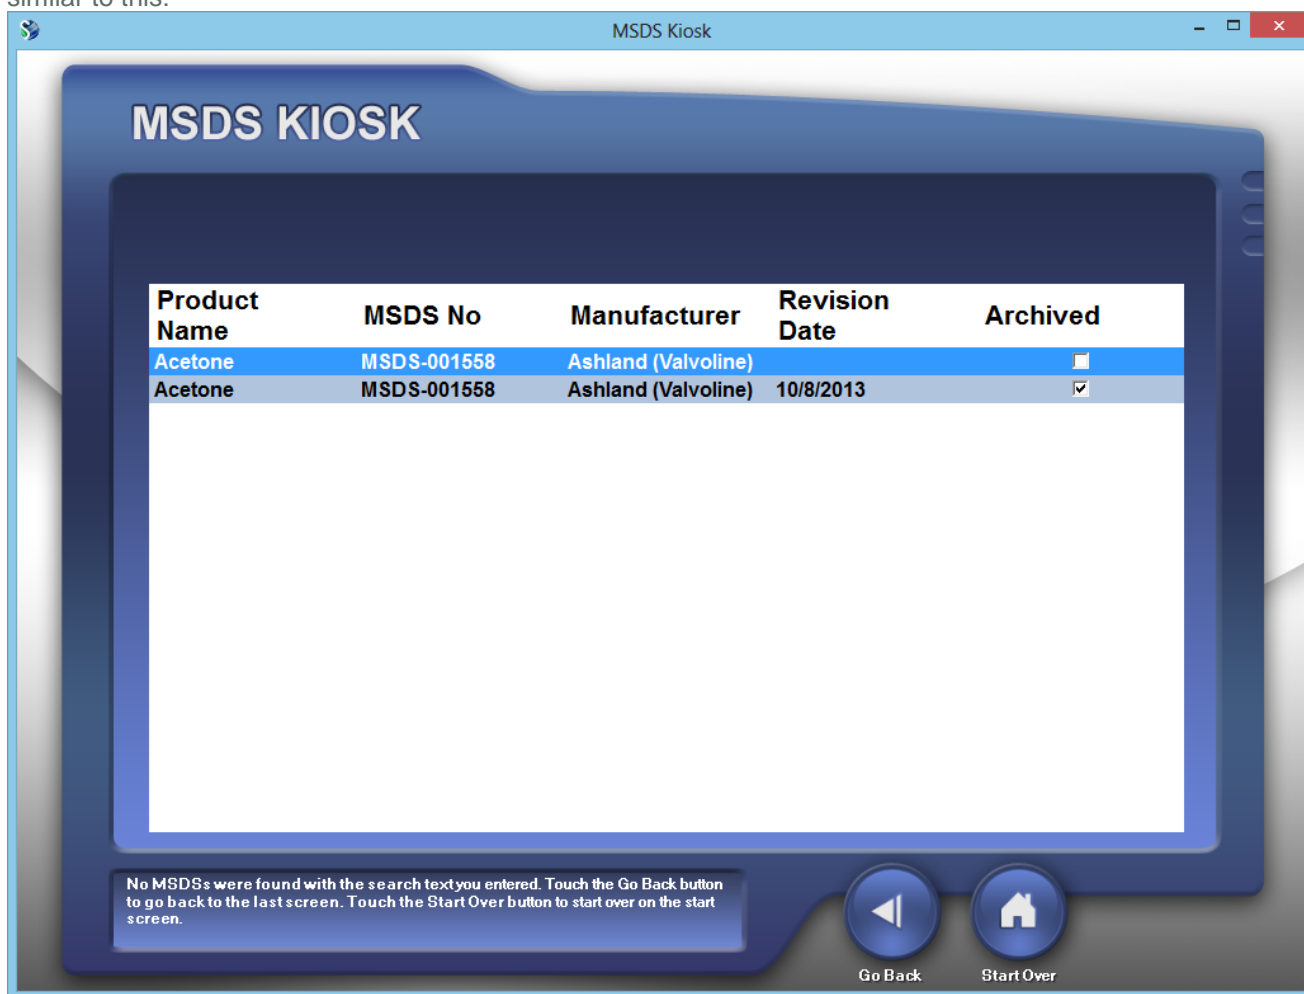 similar to this:
MSDS Kiosk
MSDS KIOSK
Product Name MSDS No Manufacturer Revision Date Archived
Acetone MSDS-001558 Ashland (Valvoline)
Acetone MSDS-001558 Ashland (Valvoline) 10/8/2013
No MSDSs were found with the search text you entered. Touch the Go Back button
to go back to the last screen. Touch the Start Over button to start over on the start
screen.
Go Back Start Over